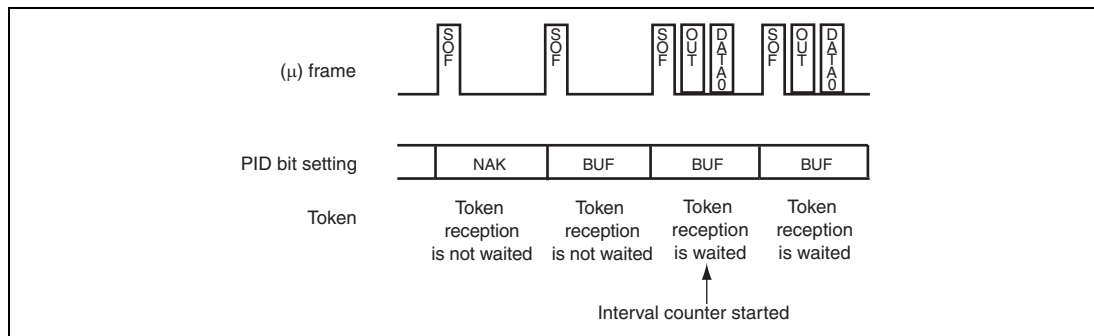 (μ) frame
SOF
SOF
SOF
OUT
DATA0
SOF
OUT
DATA0
PID bit setting
NAK
BUF
BUF
BUF
Token
Token reception is not waited
Token reception is not waited
Token reception is waited
Token reception is waited
Interval counter started